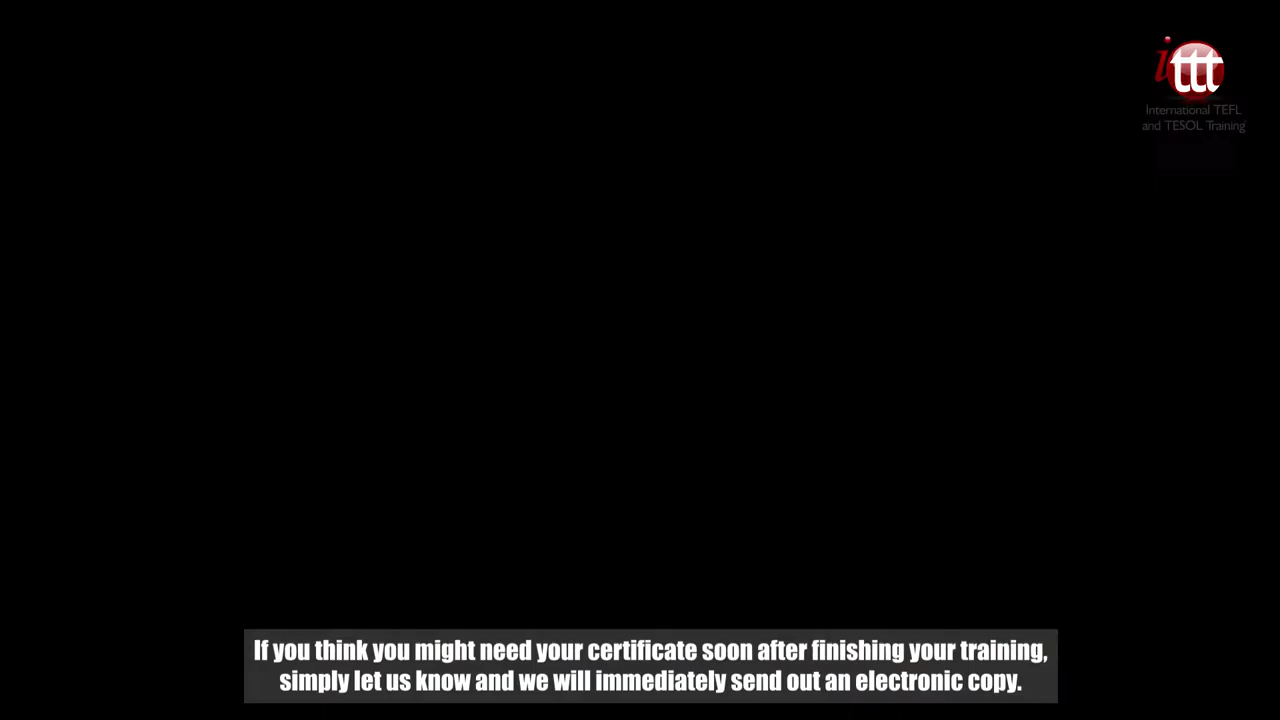 ittt
International TEFL
and TESOL Training
If you think you might need your certificate soon after finishing your training,
simply let us know and we will immediately send out an electronic copy.